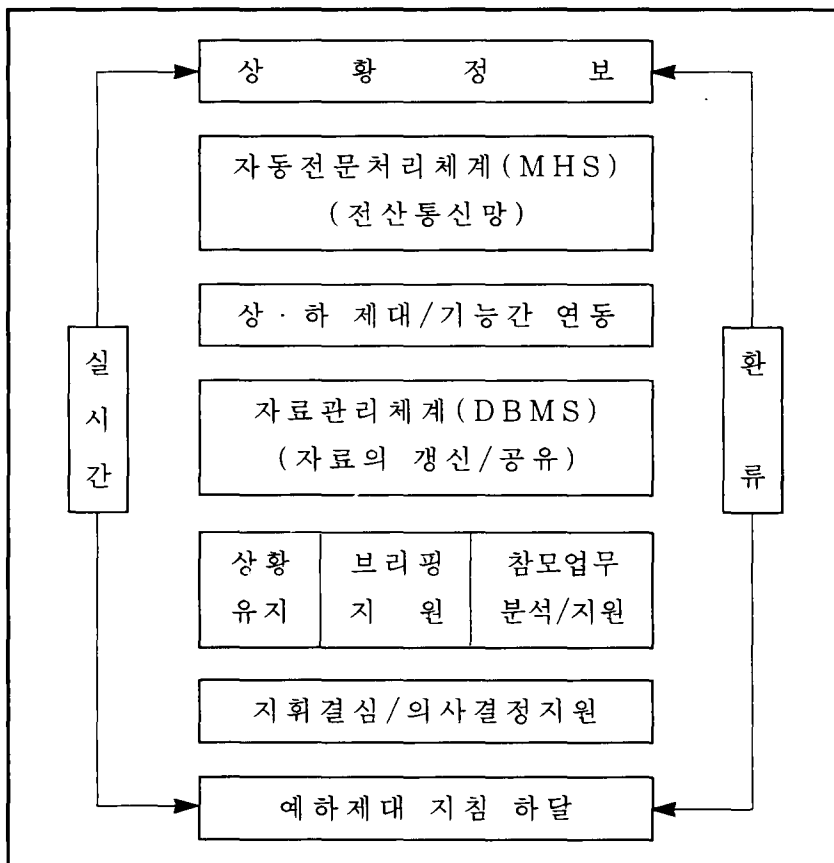 상 황 정 보
자동전문처리체계(MHS)
(전산통신망)
상·하 제대/기능간 연동
실
시
간
환
류
자료관리체계(DBMS)
(자료의 갱신/공유)
상황 브리핑 참모업무
유지 지 원 분석/지원
지휘결심/의사결정지원
예하제대 지침 하달